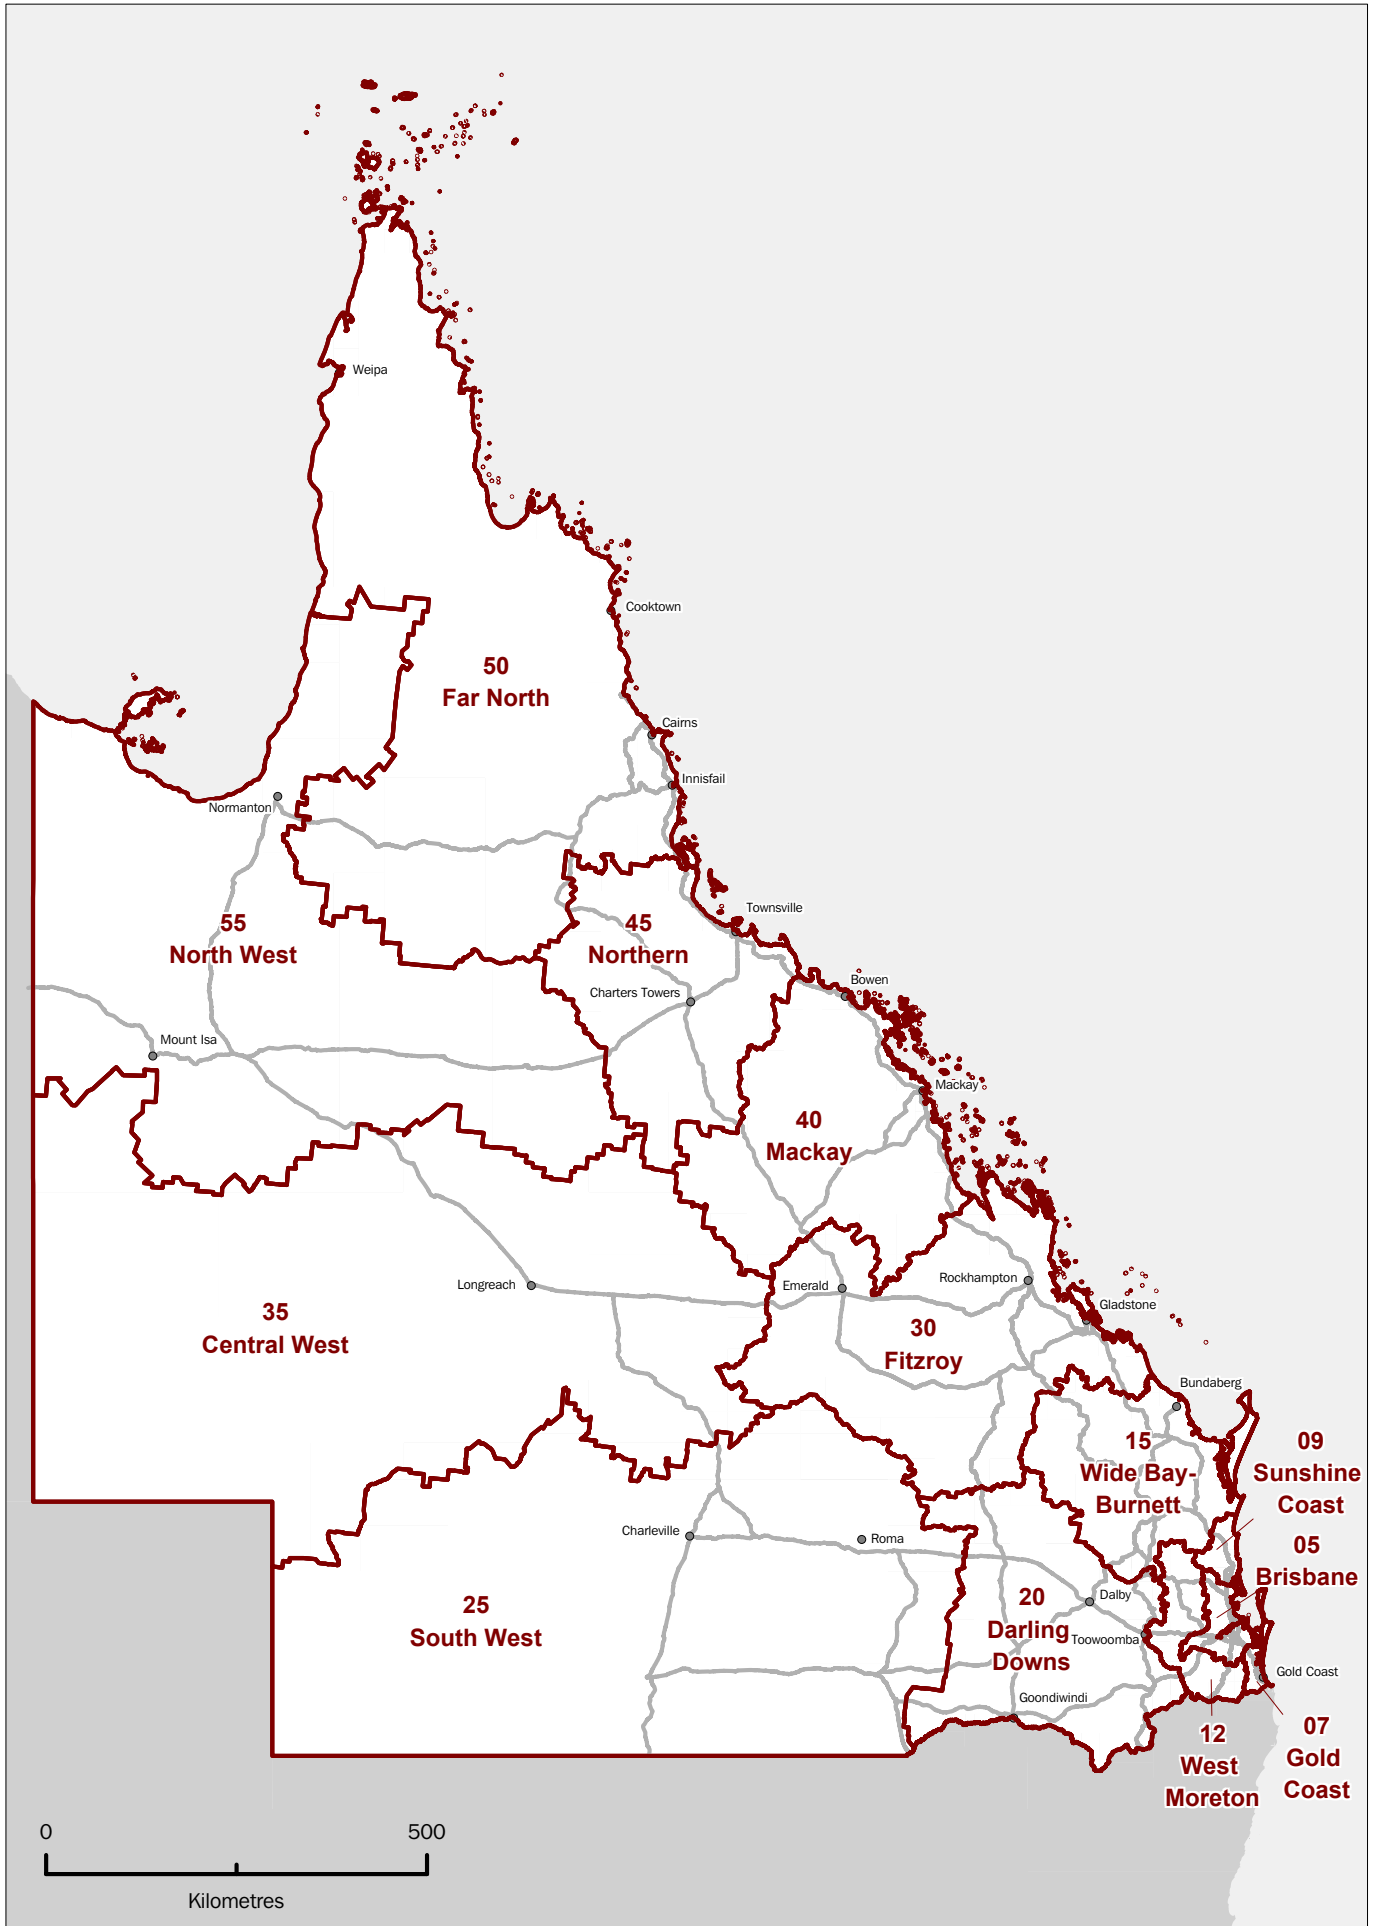 Weipa
Cooktown
50
Far North
Cairns
Innisfail
Normanton
Townsville
55
North West
45
Northern
Bowen
Charters Towers
Mount Isa
Mackay
40
Mackay
Longreach
Emerald
Rockhampton
Gladstone
35
Central West
30
Fitzroy
Bundaberg
15
Wide Bay-
Burnett
09
Sunshine
Coast
Charleville
Roma
05
Brisbane
25
South West
20
Darling
Downs
Dalby
Toowoomba
Goondiwindi
Gold Coast
12
West
Moreton
07
Gold
Coast
0
500
Kilometres